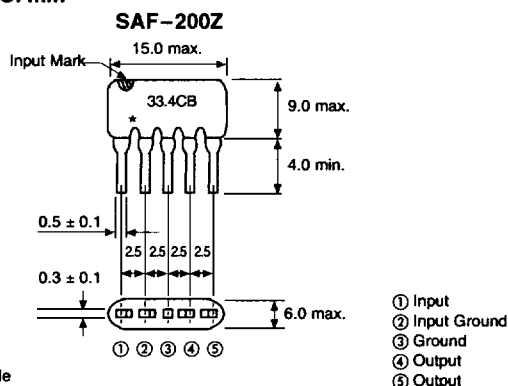 SAF-200Z
15.0 max.
Input Mark
33.4CB
*
9.0 max.
4.0 min.
0.5 ± 0.1
2.5 2.5 2.5 2.5
0.3 ± 0.1
6.0 max.
① ② ③ ④ ⑤
① Input
② Input Ground
③ Ground
④ Output
⑤ Output